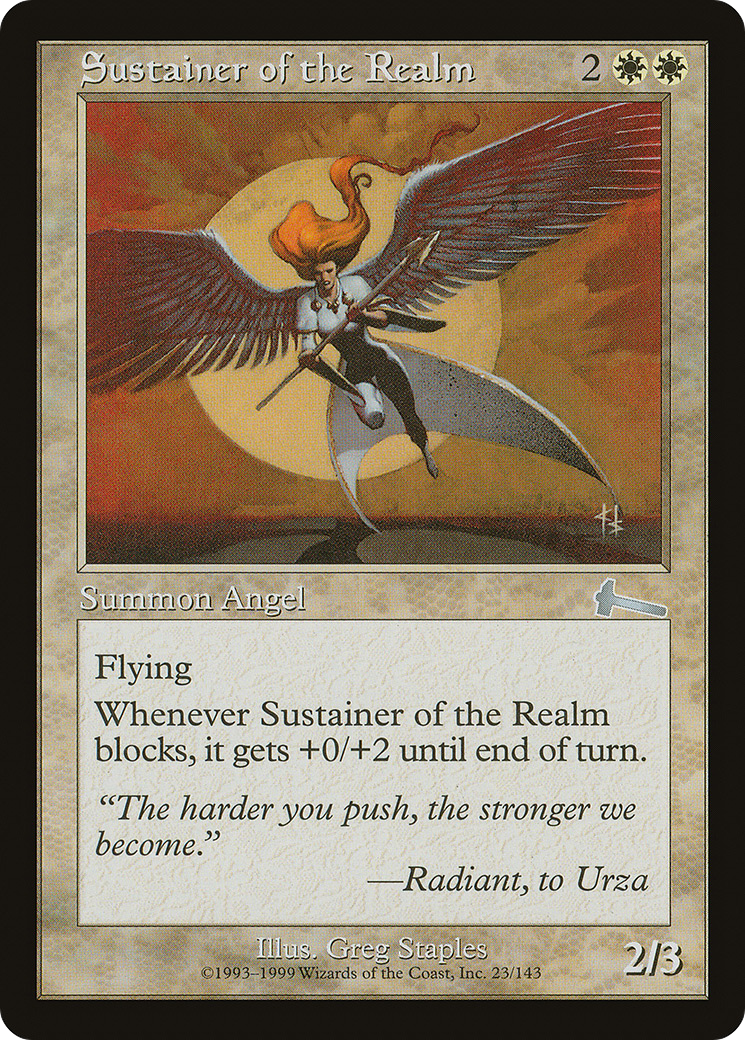 Sustainer of the Realm 2
Summon Angel
Flying
Whenever Sustainer of the Realm
blocks, it gets +0/+2 until end of turn.
“The harder you push, the stronger we
become.”
—Radiant, to Urza
Illus. Greg Staples
©1993–1999 Wizards of the Coast, Inc. 23/143
2/3